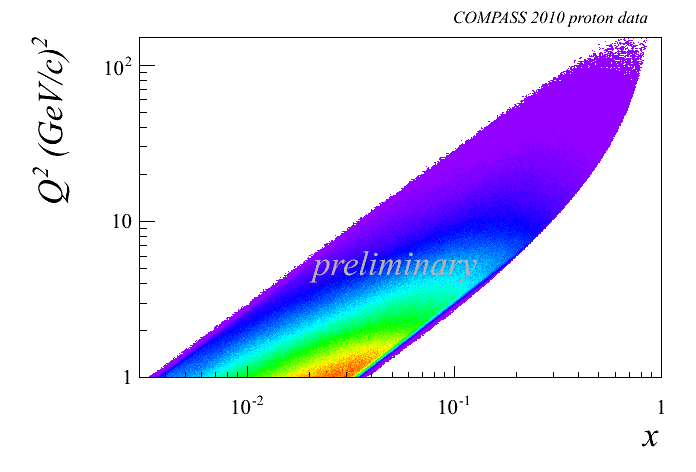 COMPASS 2010 proton data
Q² (GeV/c)²
10²
10
1
preliminary
10⁻²
10⁻¹
1
x